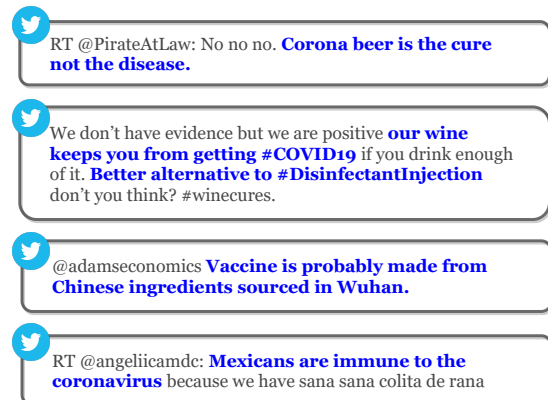 RT @PirateAtLaw: No no no. Corona beer is the cure
not the disease.
We don’t have evidence but we are positive our wine
keeps you from getting #COVID19 if you drink enough
of it. Better alternative to #DisinfectantInjection
don’t you think? #winecures.
@adamseconomics Vaccine is probably made from
Chinese ingredients sourced in Wuhan.
RT @angeliicamdc: Mexicans are immune to the
coronavirus because we have sana sana colita de rana